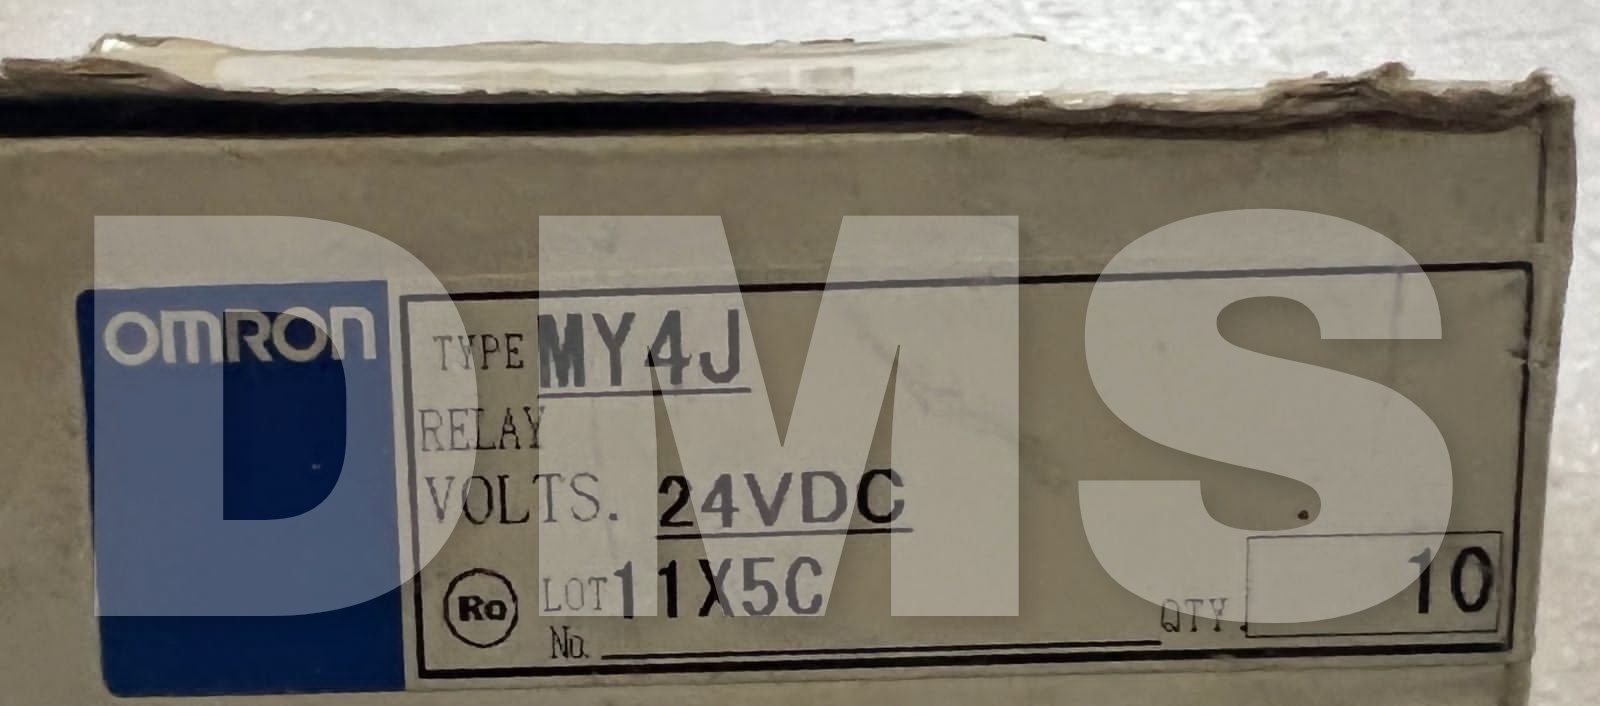 DMS
OMRON
TYPE MY4J
RELAY
VOLTS. 24VDC
Ro LOT 11X5C
No.
QTY. 10